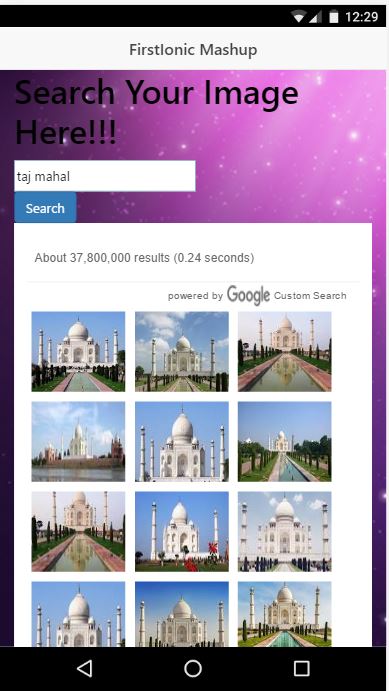 12:29
FirstIonic Mashup
Search Your Image
Here!!!
taj mahal
Search
About 37,800,000 results (0.24 seconds)
powered by Google Custom Search